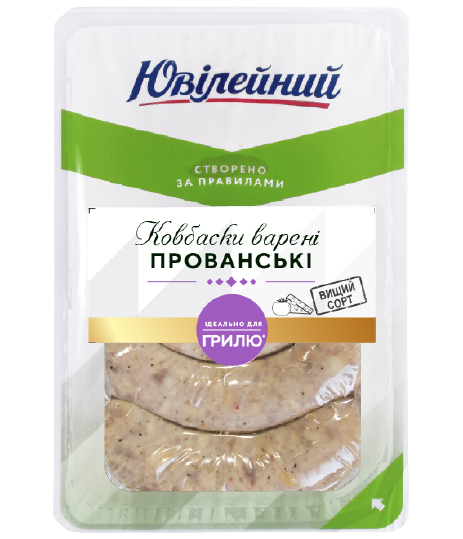 Ювілейний
СТВОРЕНО
ЗА ПРАВИЛАМИ
Ковбаски варені
ПРОВАНСЬКІ
ВИЩИЙ
СОРТ
ІДЕАЛЬНО ДЛЯ
ГРИЛЮ